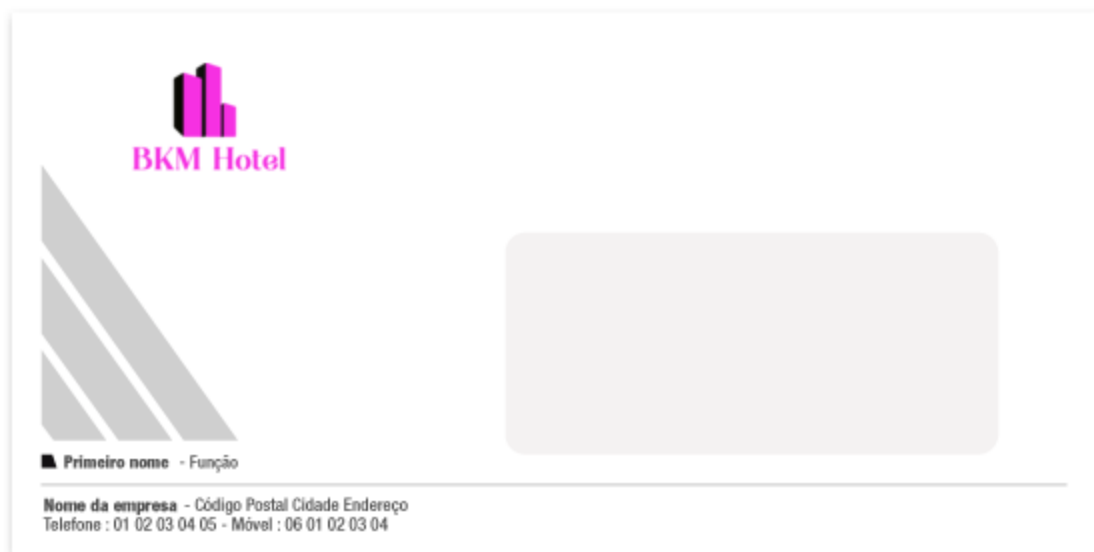 BKM Hotel
Primeiro nome - Função
Nome da empresa - Código Postal Cidade Endereço
Telefone : 01 02 03 04 05 - Móvel : 06 01 02 03 04